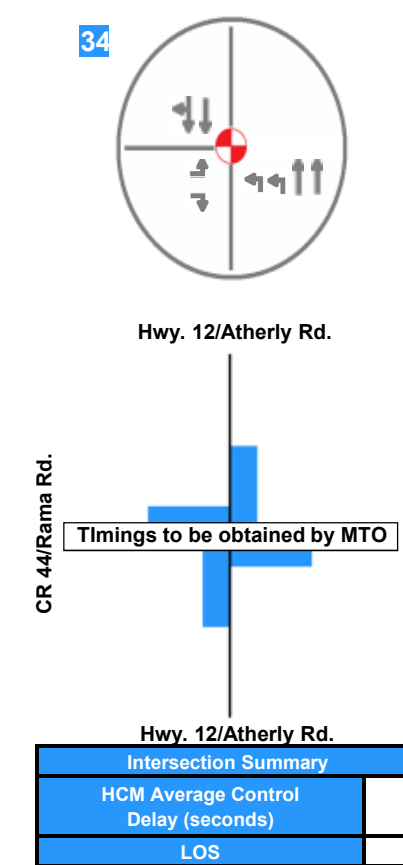 34
Hwy. 12/Atherly Rd.
CR 44/Rama Rd.
TImings to be obtained by MTO
Hwy. 12/Atherly Rd.
Intersection Summary
HCM Average Control
Delay (seconds)
LOS